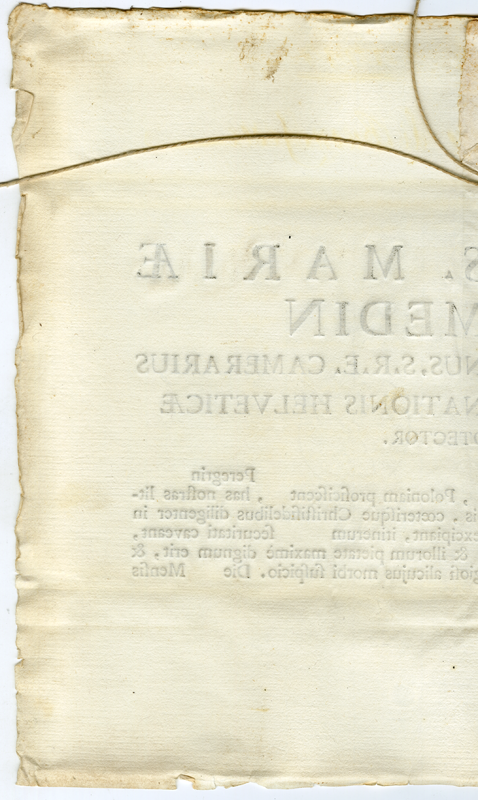 S. MARIÆ
MEDIN
NUS, S.R.E. CAMERARIUS
NATIONIS HELVETICÆ
OTECTOR.
Peregrin
, Poloniam proficiſcent , has noſtras lit-
is , cœteriſque Chriſtifidelibus diligenter in
excipiant, itinerum ſecuritati caveant,
& illorum pietate maximè dignum erit, &
gioſi alicujus morbi ſuſpicio. Die Menſis